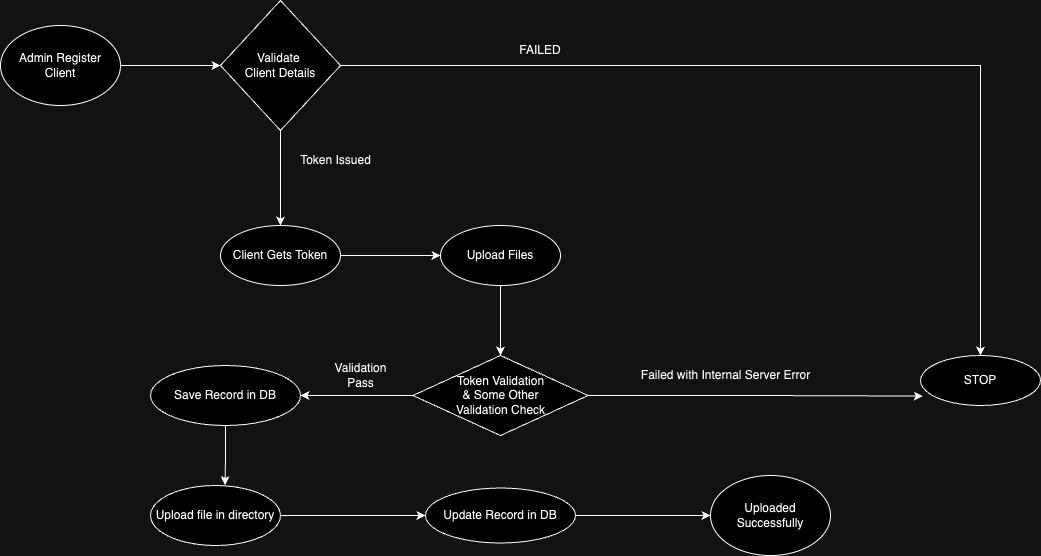 Admin Register
Client
Validate
Client Details
FAILED
Token Issued
Client Gets Token
Upload Files
Validation
Pass
Save Record in DB
Token Validation
& Some Other
Validation Check
Failed with Internal Server Error
STOP
Upload file in directory
Update Record in DB
Uploaded
Successfully